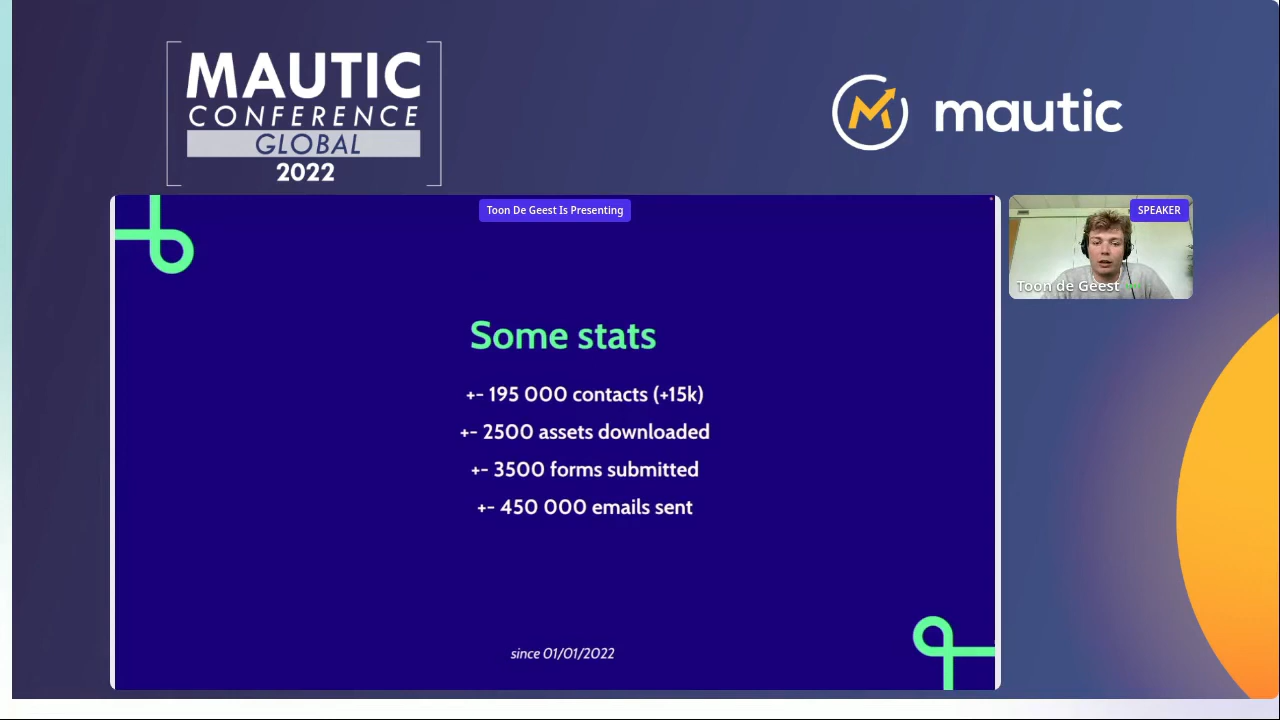 MAUTIC
CONFERENCE
GLOBAL
2022
mautic
Toon De Geest Is Presenting
SPEAKER
Toon de Geest
Some stats
+- 195 000 contacts (+15k)
+- 2500 assets downloaded
+- 3500 forms submitted
+- 450 000 emails sent
since 01/01/2022